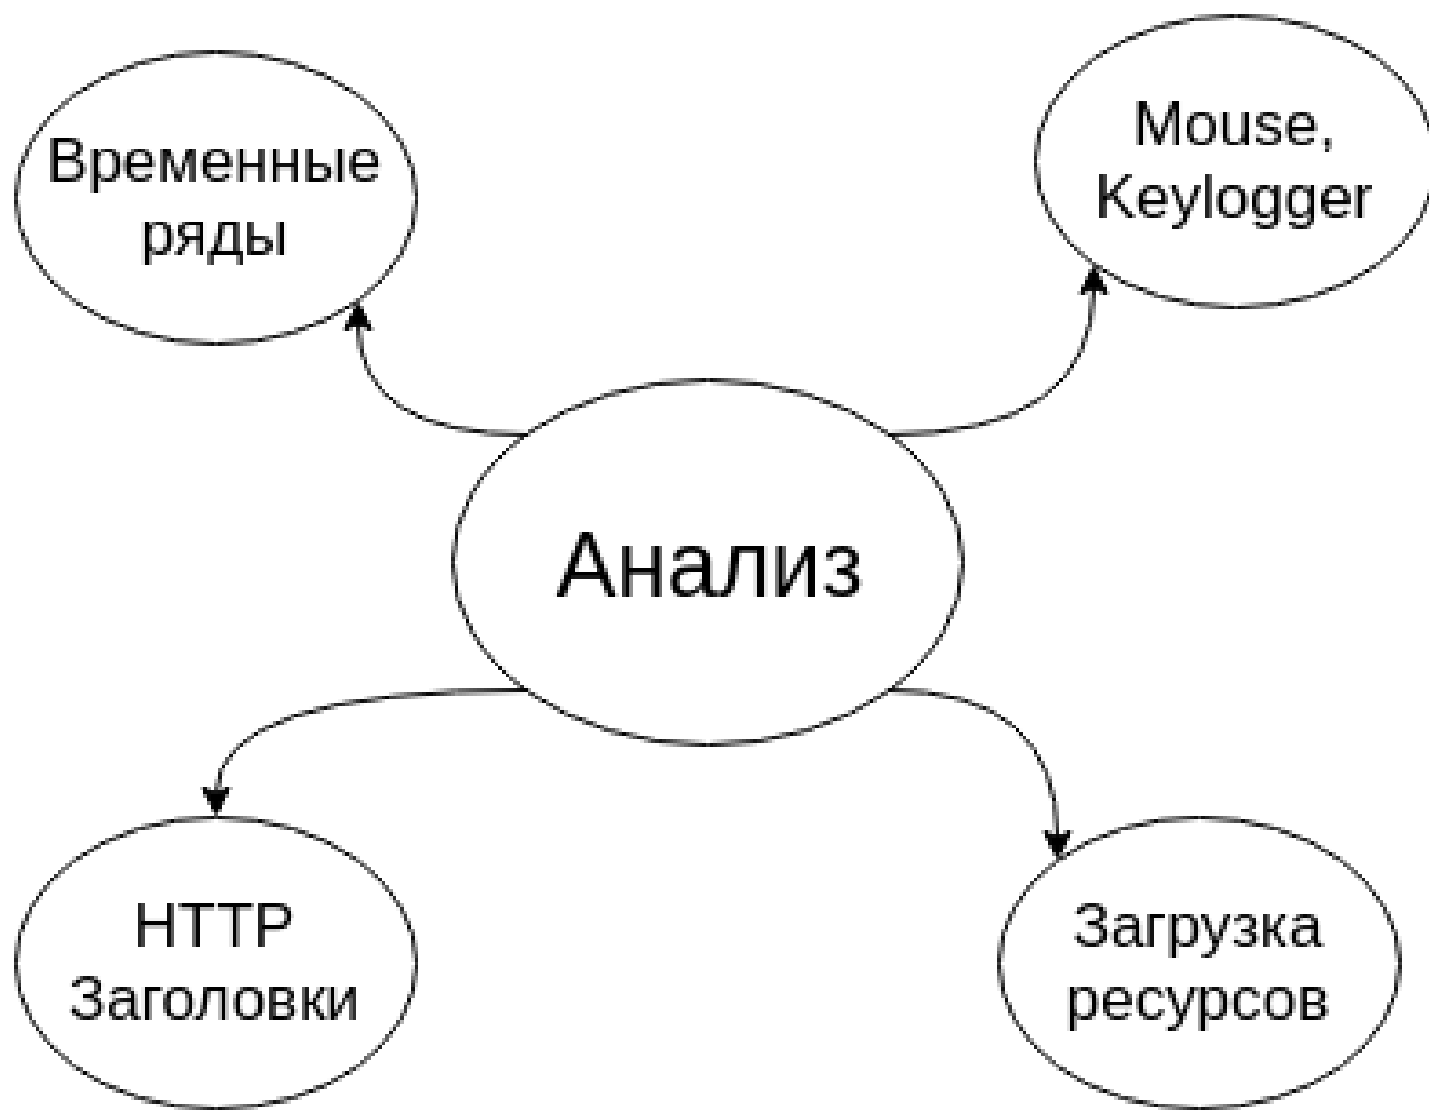 Временные
ряды
Mouse,
Keylogger
Анализ
HTTP
Заголовки
Загрузка
ресурсов